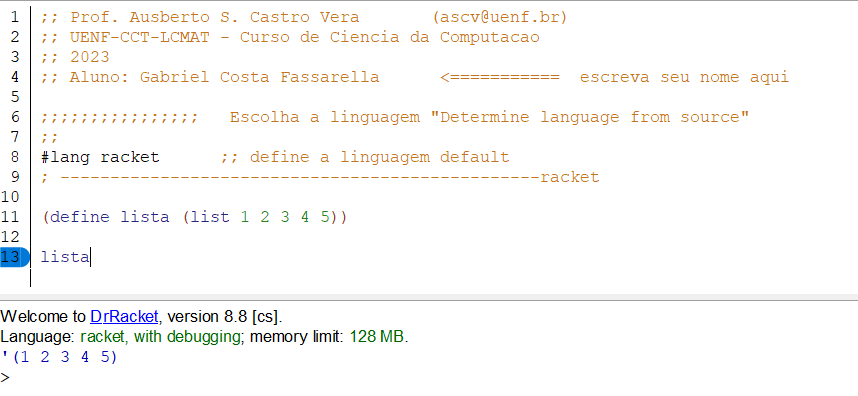 1 ;; Prof. Ausberto S. Castro Vera (ascv@uenf.br)
2 ;; UENF-CCT-LCMAT - Curso de Ciencia da Computacao
3 ;; 2023
4 ;; Aluno: Gabriel Costa Fassarella <=========== escreva seu nome aqui
5
6 ;;;;;;;;;;;;;;;; Escolha a linguagem "Determine language from source"
7 ;;
8 #lang racket ;; define a linguagem default
9 ; ------------------------------------------------racket
10
11 (define lista (list 1 2 3 4 5))
12
13 lista
Welcome to DrRacket, version 8.8 [cs].
Language: racket, with debugging; memory limit: 128 MB.
'(1 2 3 4 5)
>